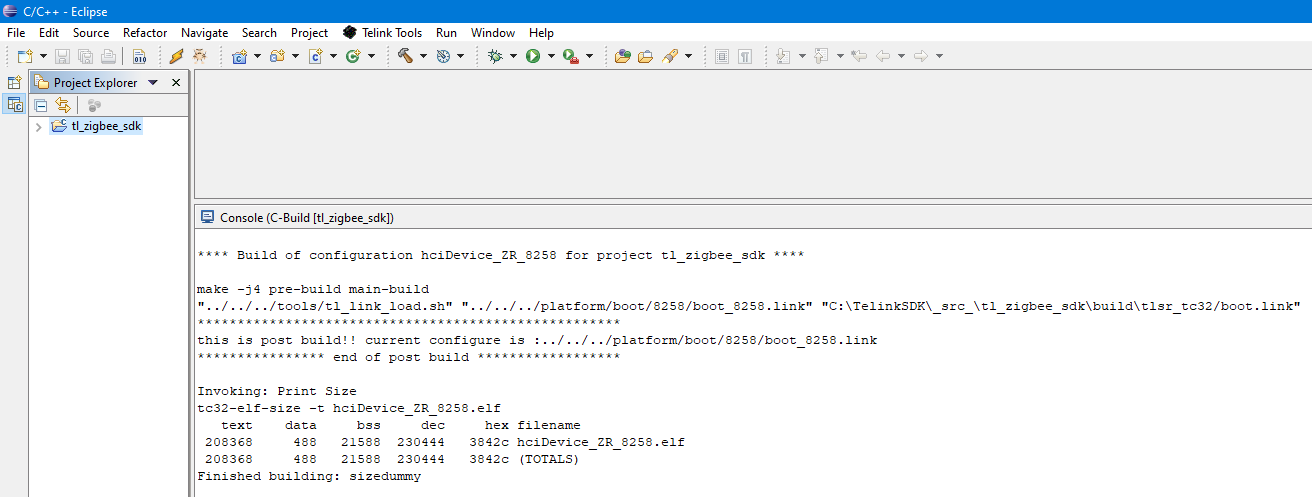 C/C++ - Eclipse
File Edit Source Refactor Navigate Search Project Telink Tools Run Window Help
010
Project Explorer
tl_zigbee_sdk
Console (C-Build [tl_zigbee_sdk])
**** Build of configuration hciDevice_ZR_8258 for project tl_zigbee_sdk ****
make -j4 pre-build main-build
"../../../tools/tl_link_load.sh" "../../../platform/boot/8258/boot_8258.link" "C:\TelinkSDK\_src_\tl_zigbee_sdk\build\tlsr_tc32/boot.link"
*****************************************************
this is post build!! current configure is :../../../platform/boot/8258/boot_8258.link
**************** end of post build ******************
Invoking: Print Size
tc32-elf-size -t hciDevice_ZR_8258.elf
   text    data     bss     dec     hex filename
 208368     488   21588  230444   3842c hciDevice_ZR_8258.elf
 208368     488   21588  230444   3842c (TOTALS)
Finished building: sizedummy